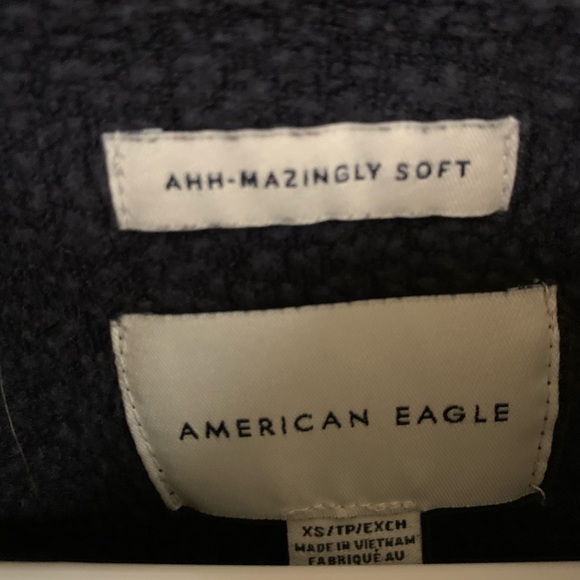 AHH-MAZINGLY SOFT
AMERICAN EAGLE
XS/TP/EXCH
MADE IN VIETNAM
FABRIQUÉ AU